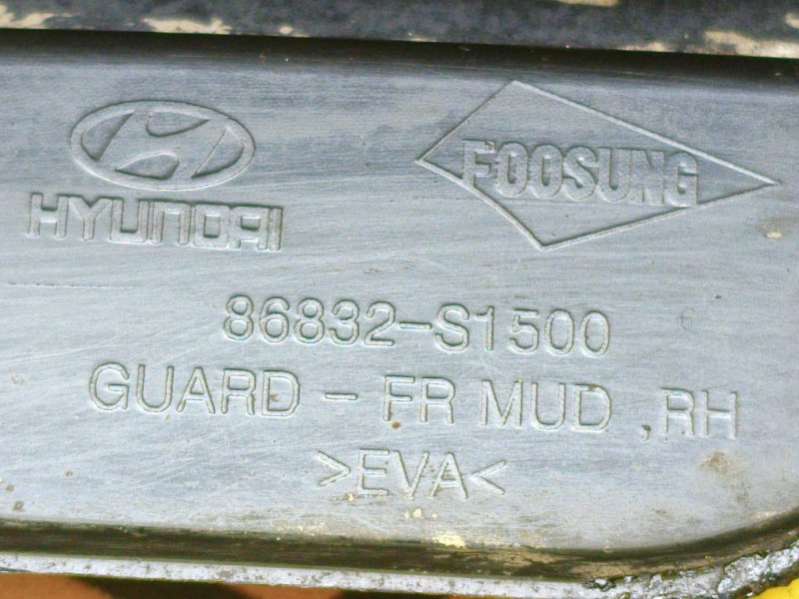 HYUNDAI
FOOSUNG
86832-S1500
GUARD - FR MUD ,RH
>EVA<